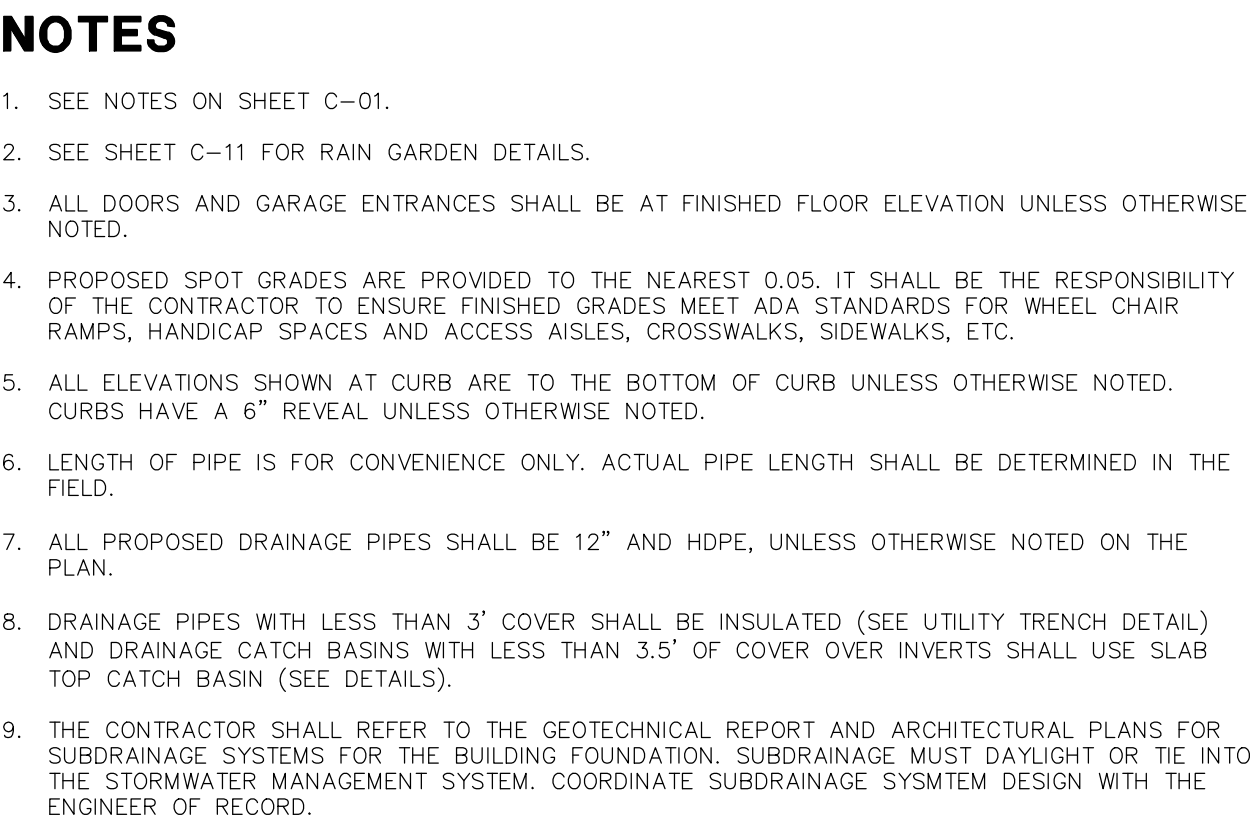 NOTES
1. SEE NOTES ON SHEET C-01.
2. SEE SHEET C-11 FOR RAIN GARDEN DETAILS.
3. ALL DOORS AND GARAGE ENTRANCES SHALL BE AT FINISHED FLOOR ELEVATION UNLESS OTHERWISE
NOTED.
4. PROPOSED SPOT GRADES ARE PROVIDED TO THE NEAREST 0.05. IT SHALL BE THE RESPONSIBILITY
OF THE CONTRACTOR TO ENSURE FINISHED GRADES MEET ADA STANDARDS FOR WHEEL CHAIR
RAMPS, HANDICAP SPACES AND ACCESS AISLES, CROSSWALKS, SIDEWALKS, ETC.
5. ALL ELEVATIONS SHOWN AT CURB ARE TO THE BOTTOM OF CURB UNLESS OTHERWISE NOTED.
CURBS HAVE A 6” REVEAL UNLESS OTHERWISE NOTED.
6. LENGTH OF PIPE IS FOR CONVENIENCE ONLY. ACTUAL PIPE LENGTH SHALL BE DETERMINED IN THE
FIELD.
7. ALL PROPOSED DRAINAGE PIPES SHALL BE 12” AND HDPE, UNLESS OTHERWISE NOTED ON THE
PLAN.
8. DRAINAGE PIPES WITH LESS THAN 3’ COVER SHALL BE INSULATED (SEE UTILITY TRENCH DETAIL)
AND DRAINAGE CATCH BASINS WITH LESS THAN 3.5’ OF COVER OVER INVERTS SHALL USE SLAB
TOP CATCH BASIN (SEE DETAILS).
9. THE CONTRACTOR SHALL REFER TO THE GEOTECHNICAL REPORT AND ARCHITECTURAL PLANS FOR
SUBDRAINAGE SYSTEMS FOR THE BUILDING FOUNDATION. SUBDRAINAGE MUST DAYLIGHT OR TIE INTO
THE STORMWATER MANAGEMENT SYSTEM. COORDINATE SUBDRAINAGE SYSMTEM DESIGN WITH THE
ENGINEER OF RECORD.